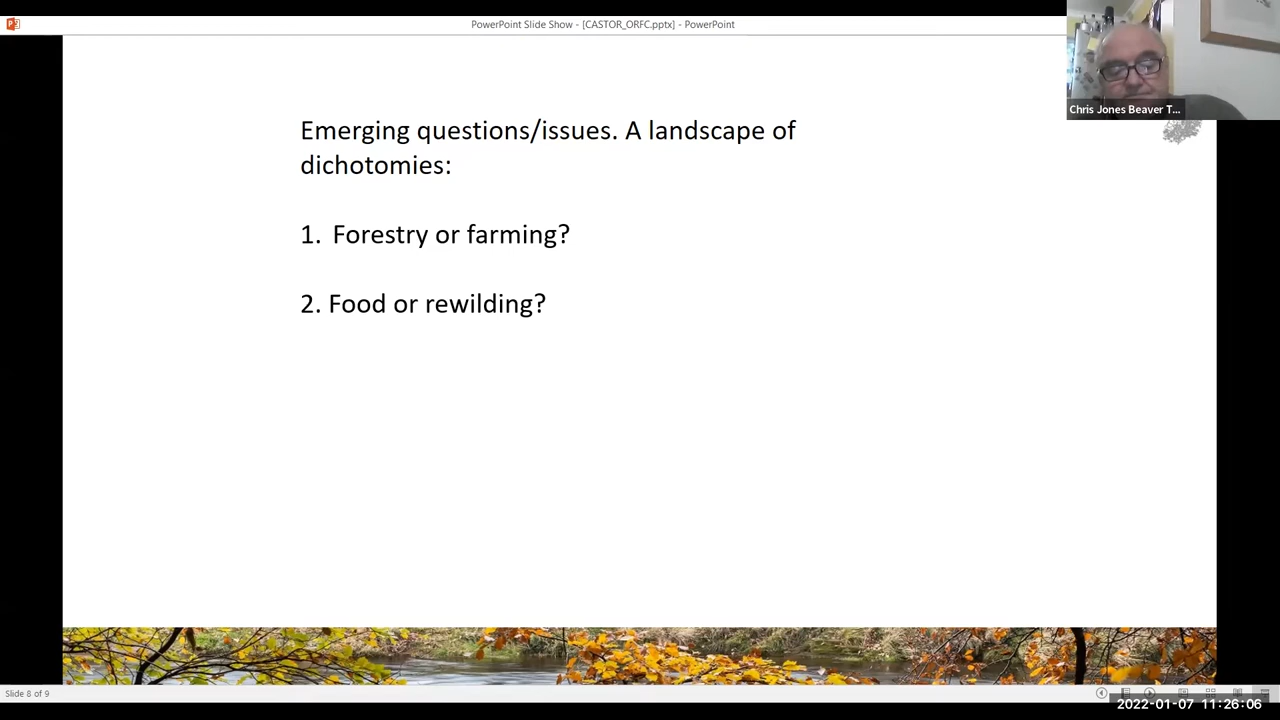 PowerPoint Slide Show - [CASTOR_ORFC.pptx] - PowerPoint
Chris Jones Beaver T...
Emerging questions/issues. A landscape of
dichotomies:
1. Forestry or farming?
2. Food or rewilding?
Slide 8 of 9
2022-01-07 11:26:06